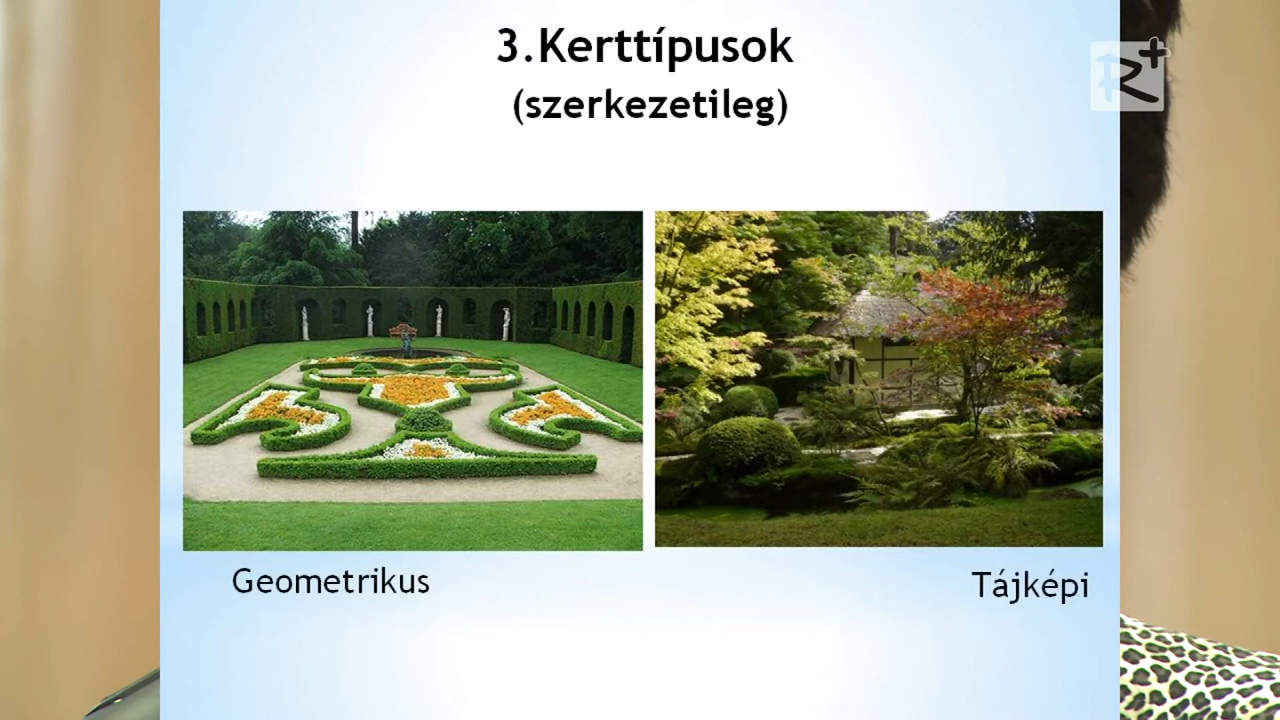 3.Kerttípusok
(szerkezetileg)
R+
Geometrikus
Tájképi